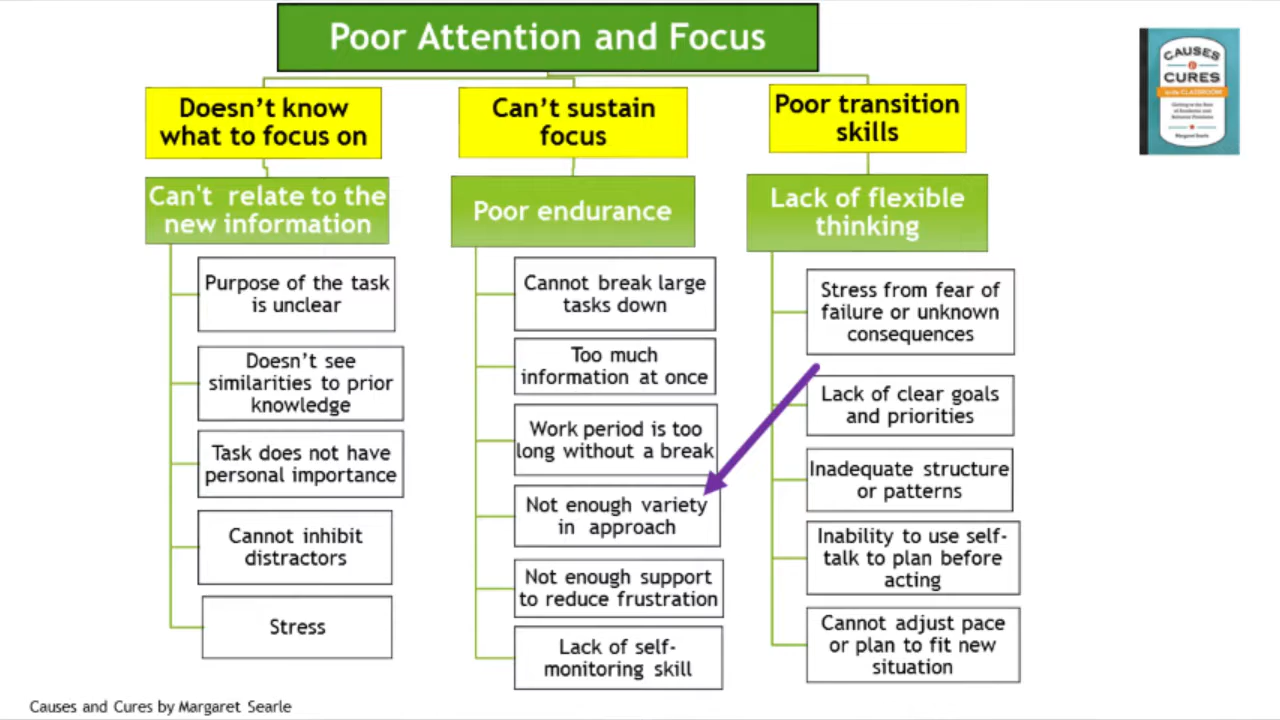 Poor Attention and Focus
CAUSES
&
CURES
in the CLASSROOM
Margaret Searle
Doesn't know
what to focus on
Can't sustain
focus
Poor transition
skills
Can't relate to the
new information
Poor endurance
Lack of flexible
thinking
Purpose of the task
is unclear
Doesn't see
similarities to prior
knowledge
Task does not have
personal importance
Cannot inhibit
distractors
Stress
Cannot break large
tasks down
Too much
information at once
Work period is too
long without a break
Not enough variety
in approach
Not enough support
to reduce frustration
Lack of self-
monitoring skill
Stress from fear of
failure or unknown
consequences
Lack of clear goals
and priorities
Inadequate structure
or patterns
Inability to use self-
talk to plan before
acting
Cannot adjust pace
or plan to fit new
situation
Causes and Cures by Margaret Searle